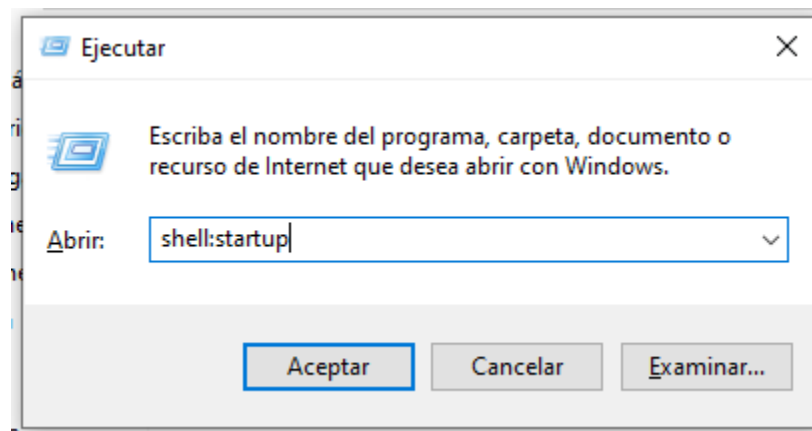 Ejecutar
Escriba el nombre del programa, carpeta, documento o
recurso de Internet que desea abrir con Windows.
Abrir:
shell:startup
Aceptar
Cancelar
Examinar...